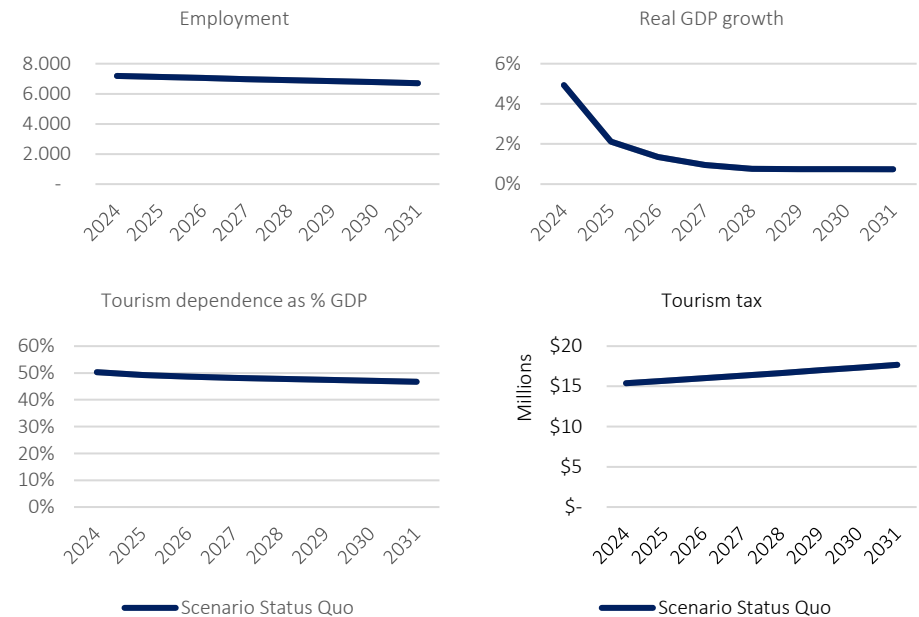 Employment
8.000
6.000
4.000
2.000
-
2024 2025 2026 2027 2028 2029 2030 2031
Real GDP growth
6%
4%
2%
0%
2024 2025 2026 2027 2028 2029 2030 2031
Tourism dependence as % GDP
60%
50%
40%
30%
20%
10%
0%
2024 2025 2026 2027 2028 2029 2030 2031
Scenario Status Quo
Tourism tax
Millions
$20
$15
$10
$5
$-
2024 2025 2026 2027 2028 2029 2030 2031
Scenario Status Quo